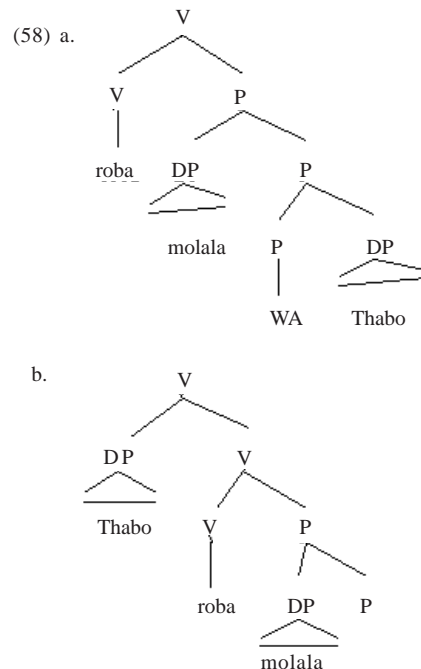 (58) a.
V
V P
roba DP P
molala P DP
WA Thabo
b.
V
DP V
Thabo V P
roba DP P
molala